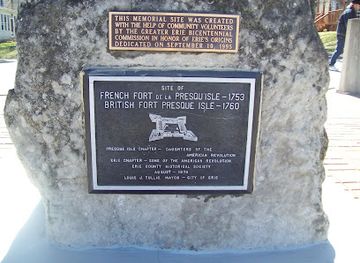 THIS MEMORIAL SITE WAS CREATED
WITH THE HELP OF COMMUNITY VOLUNTEERS
BY THE GREATER ERIE BICENTENNIAL
COMMISSION IN HONOR OF ERIE'S ORIGINS
DEDICATED ON SEPTEMBER 10, 1995
SITE OF
FRENCH FORT DE LA PRESQU'ISLE – 1753
BRITISH FORT PRESQUE ISLE – 1760
PRESQUE ISLE CHAPTER – DAUGHTERS OF THE
AMERICAN REVOLUTION
ERIE CHAPTER – SONS OF THE AMERICAN REVOLUTION
ERIE COUNTY HISTORICAL SOCIETY
AUGUST – 1976
LOUIS J. TULLIO MAYOR – CITY OF ERIE